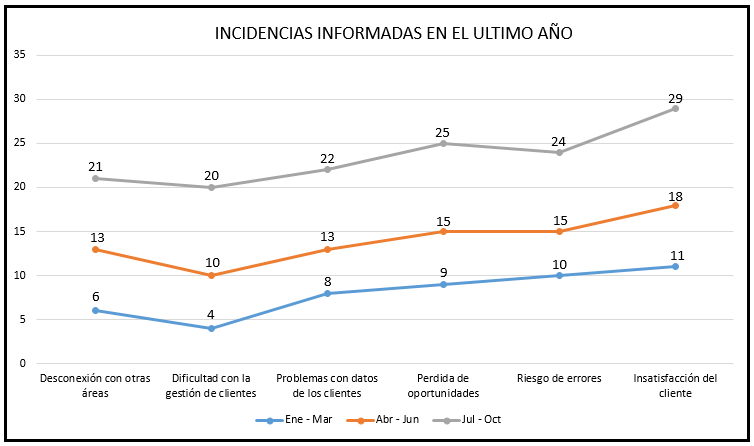 INCIDENCIAS INFORMADAS EN EL ULTIMO AÑO
35
30
25
20
15
10
5
0
21
20
22
25
24
29
13
10
13
15
15
18
6
4
8
9
10
11
Desconexión con otras
áreas
Dificultad con la
gestión de clientes
Problemas con datos
de los clientes
Perdida de
oportunidades
Riesgo de errores
Insatisfacción del
cliente
Ene - Mar
Abr - Jun
Jul - Oct